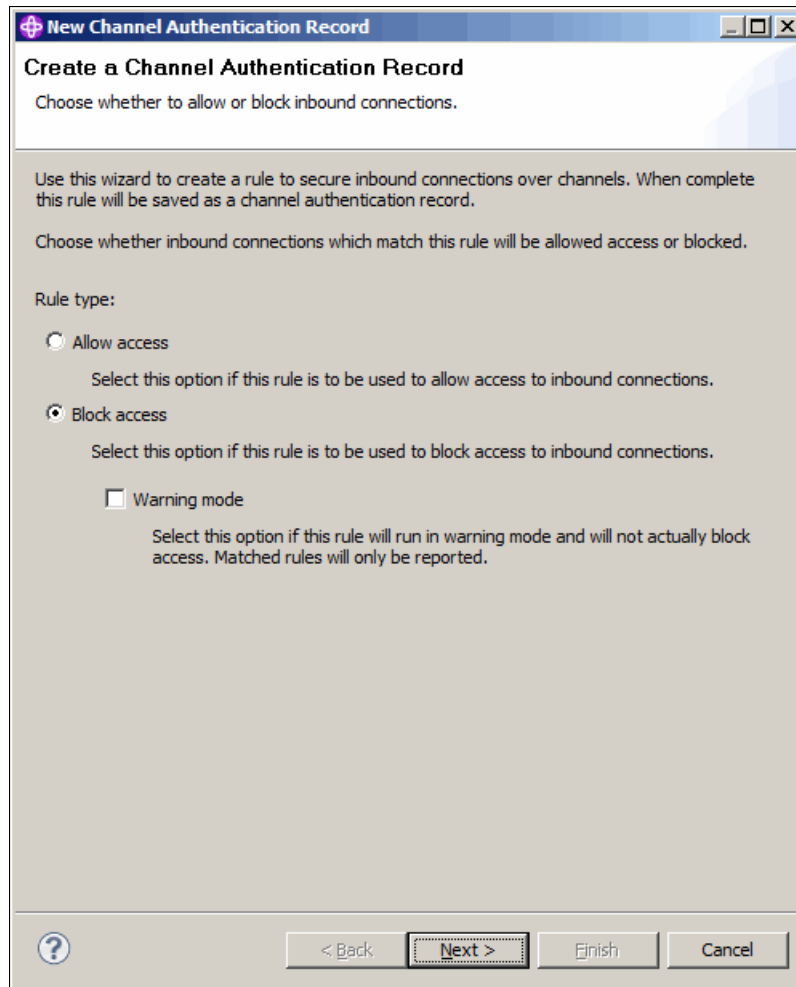 New Channel Authentication Record
Create a Channel Authentication Record
Choose whether to allow or block inbound connections.
Use this wizard to create a rule to secure inbound connections over channels. When complete
this rule will be saved as a channel authentication record.
Choose whether inbound connections which match this rule will be allowed access or blocked.
Rule type:
Allow access
Select this option if this rule is to be used to allow access to inbound connections.
Block access
Select this option if this rule is to be used to block access to inbound connections.
Warning mode
Select this option if this rule will run in warning mode and will not actually block
access. Matched rules will only be reported.
? < Back Next > Finish Cancel